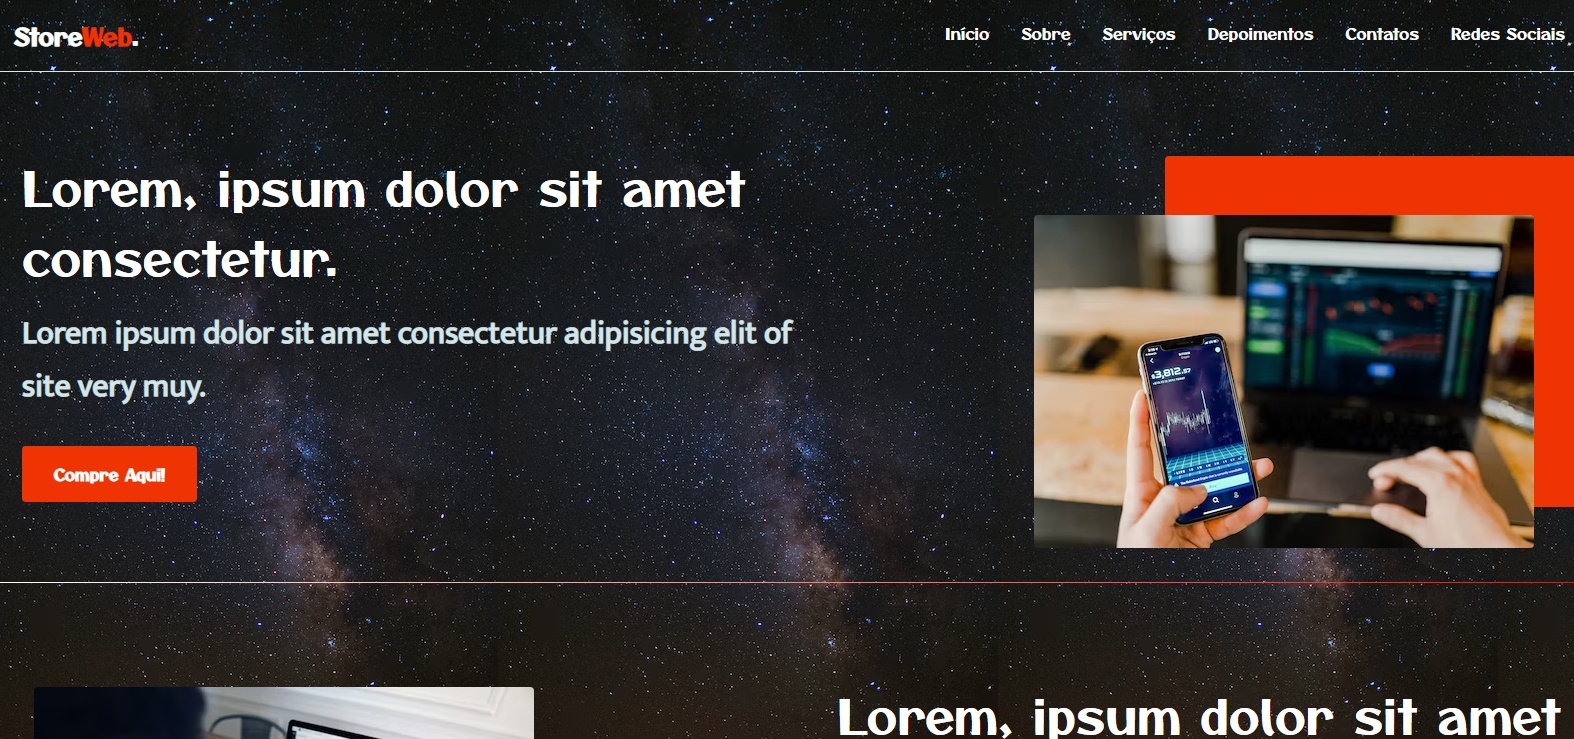 StoreWeb.
Início Sobre Serviços Depoimentos Contatos Redes Sociais
Lorem, ipsum dolor sit amet
consectetur.
Lorem ipsum dolor sit amet consectetur adipisicing elit of
site very muy.
Compre Aqui!
$3,812.57
Lorem, ipsum dolor sit amet